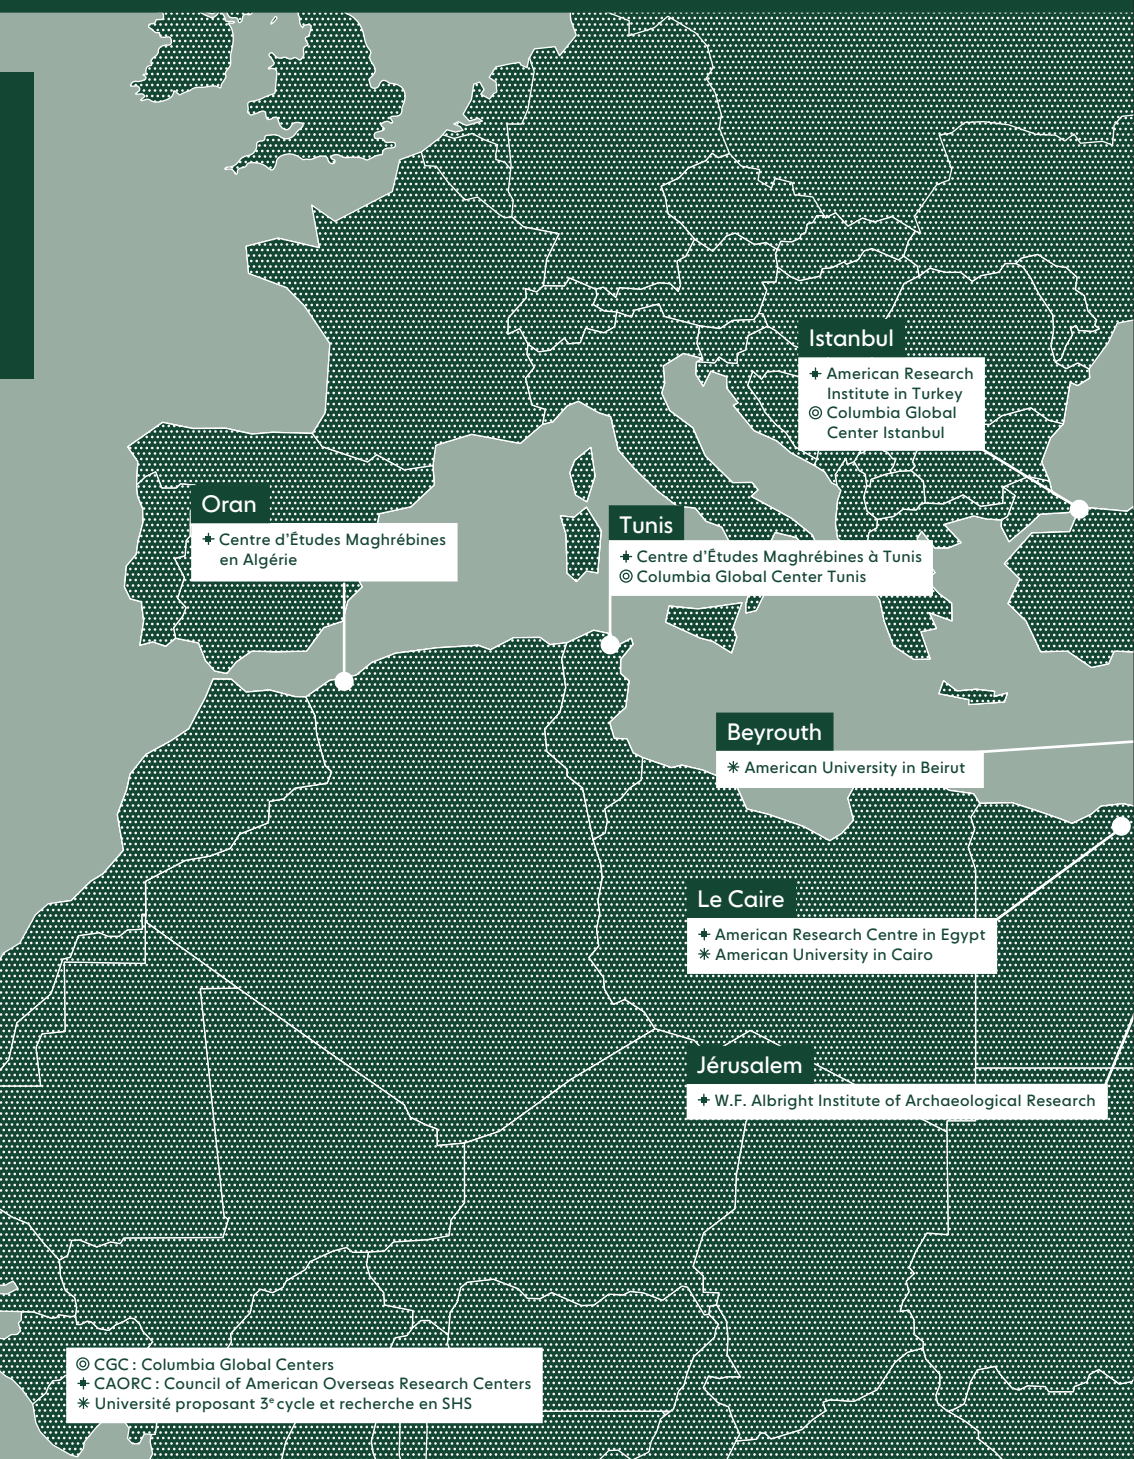 Istanbul
⌖ American Research
Institute in Turkey
◎ Columbia Global
Center Istanbul
Oran
⌖ Centre d'Études Maghrébines
en Algérie
Tunis
⌖ Centre d'Études Maghrébines à Tunis
◎ Columbia Global Center Tunis
Beyrouth
✳ American University in Beirut
Le Caire
⌖ American Research Centre in Egypt
✳ American University in Cairo
Jérusalem
⌖ W.F. Albright Institute of Archaeological Research
◎ CGC : Columbia Global Centers
⌖ CAORC : Council of American Overseas Research Centers
✳ Université proposant 3ᵉ cycle et recherche en SHS